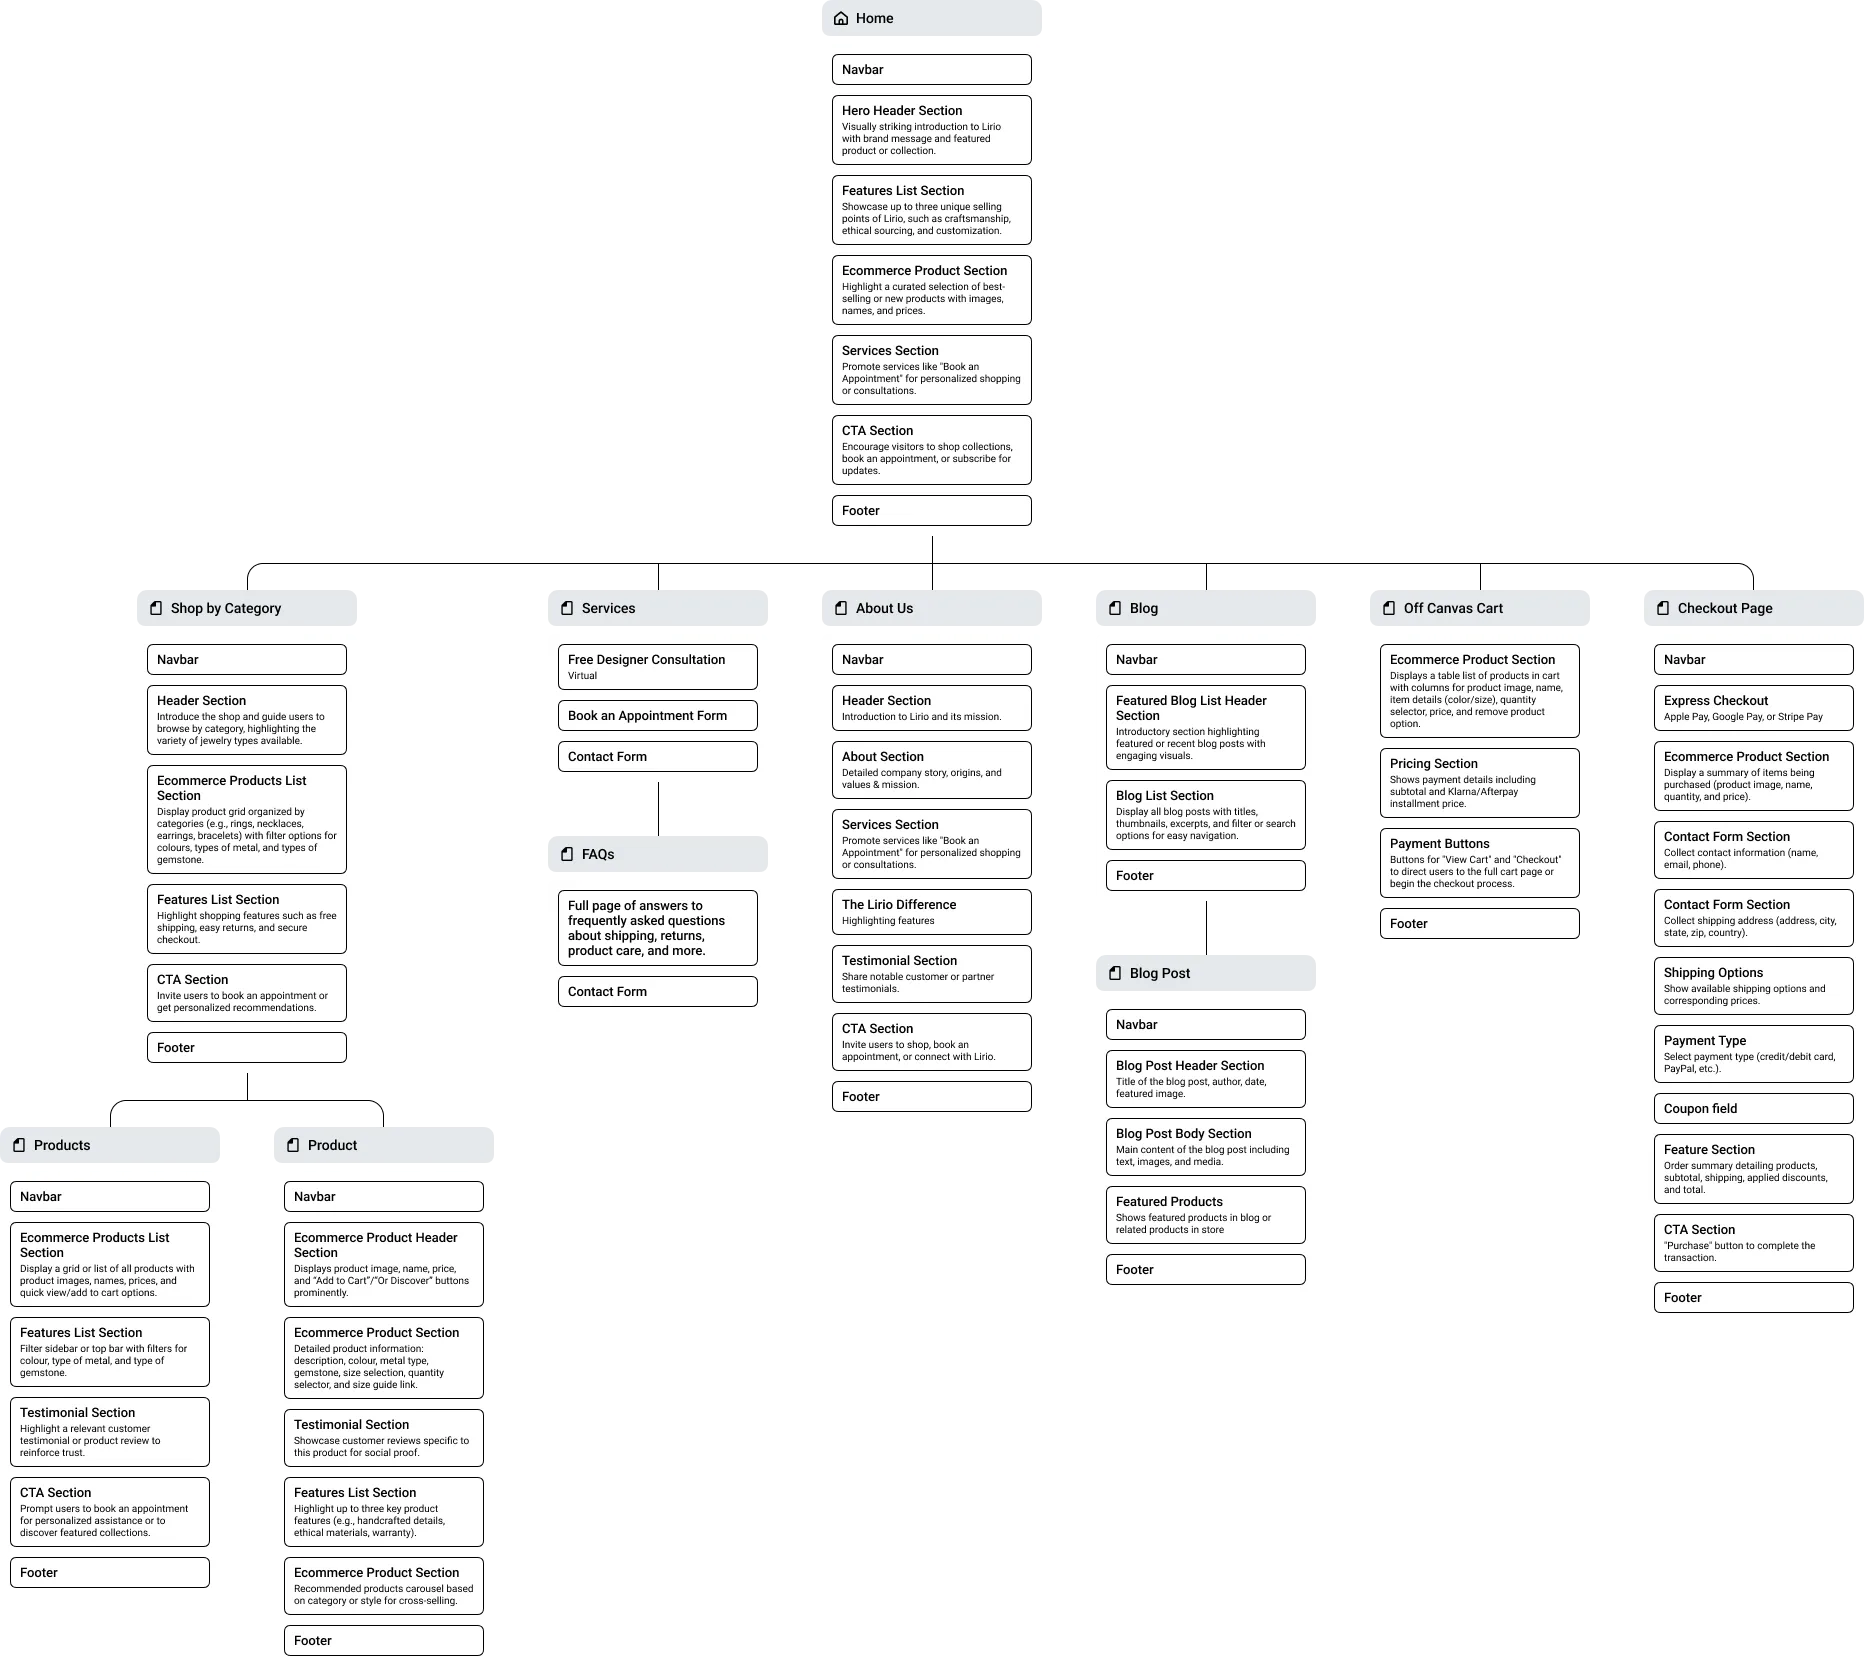 Home
Navbar
Hero Header Section
Visually striking introduction to Lirio
with brand message and featured
product or collection.
Features List Section
Showcase up to three unique selling
points of Lirio, such as craftsmanship,
ethical sourcing, and customization.
Ecommerce Product Section
Highlight a curated selection of best-
selling or new products with images,
names, and prices.
Services Section
Promote services like "Book an
Appointment" for personalized shopping
or consultations.
CTA Section
Encourage visitors to shop collections,
book an appointment, or subscribe for
updates.
Footer
Shop by Category
Navbar
Header Section
Introduce the shop and guide users to
browse by category, highlighting the
variety of jewelry types available.
Ecommerce Products List
Section
Display product grid organized by
categories (e.g., rings, necklaces,
earrings, bracelets) with filter options for
colours, types of metal, and types of
gemstone.
Features List Section
Highlight shopping features such as free
shipping, easy returns, and secure
checkout.
CTA Section
Invite users to book an appointment or
get personalized recommendations.
Footer
Products
Navbar
Ecommerce Products List
Section
Display a grid or list of all products with
product images, names, prices, and
quick view/add to cart options.
Features List Section
Filter sidebar or top bar with filters for
colour, type of metal, and type of
gemstone.
Testimonial Section
Highlight a relevant customer
testimonial or product review to
reinforce trust.
CTA Section
Prompt users to book an appointment
for personalized assistance or to
discover featured collections.
Footer
Product
Navbar
Ecommerce Product Header
Section
Displays product image, name, price,
and “Add to Cart”/“Or Discover” buttons
prominently.
Ecommerce Product Section
Detailed product information:
description, colour, metal type,
gemstone, size selection, quantity
selector, and size guide link.
Testimonial Section
Showcase customer reviews specific to
this product for social proof.
Features List Section
Highlight up to three key product
features (e.g., handcrafted details,
ethical materials, warranty).
Ecommerce Product Section
Recommended products carousel based
on category or style for cross-selling.
Footer
Services
Free Designer Consultation
Virtual
Book an Appointment Form
Contact Form
FAQs
Full page of answers to
frequently asked questions
about shipping, returns,
product care, and more.
Contact Form
About Us
Navbar
Header Section
Introduction to Lirio and its mission.
About Section
Detailed company story, origins, and
values & mission.
Services Section
Promote services like "Book an
Appointment" for personalized shopping
or consultations.
The Lirio Difference
Highlighting features
Testimonial Section
Share notable customer or partner
testimonials.
CTA Section
Invite users to shop, book an
appointment, or connect with Lirio.
Footer
Blog
Navbar
Featured Blog List Header
Section
Introductory section highlighting
featured or recent blog posts with
engaging visuals.
Blog List Section
Display all blog posts with titles,
thumbnails, excerpts, and filter or search
options for easy navigation.
Footer
Blog Post
Navbar
Blog Post Header Section
Title of the blog post, author, date,
featured image.
Blog Post Body Section
Main content of the blog post including
text, images, and media.
Featured Products
Shows featured products in blog or
related products in store
Footer
Off Canvas Cart
Ecommerce Product Section
Displays a table list of products in cart
with columns for product image, name,
item details (color/size), quantity
selector, price, and remove product
option.
Pricing Section
Shows payment details including
subtotal and Klarna/Afterpay
installment price.
Payment Buttons
Buttons for "View Cart" and "Checkout"
to direct users to the full cart page or
begin the checkout process.
Footer
Checkout Page
Navbar
Express Checkout
Apple Pay, Google Pay, or Stripe Pay
Ecommerce Product Section
Display a summary of items being
purchased (product image, name,
quantity, and price).
Contact Form Section
Collect contact information (name,
email, phone).
Contact Form Section
Collect shipping address (address, city,
state, zip, country).
Shipping Options
Show available shipping options and
corresponding prices.
Payment Type
Select payment type (credit/debit card,
PayPal, etc.).
Coupon field
Feature Section
Order summary detailing products,
subtotal, shipping, applied discounts,
and total.
CTA Section
"Purchase" button to complete the
transaction.
Footer